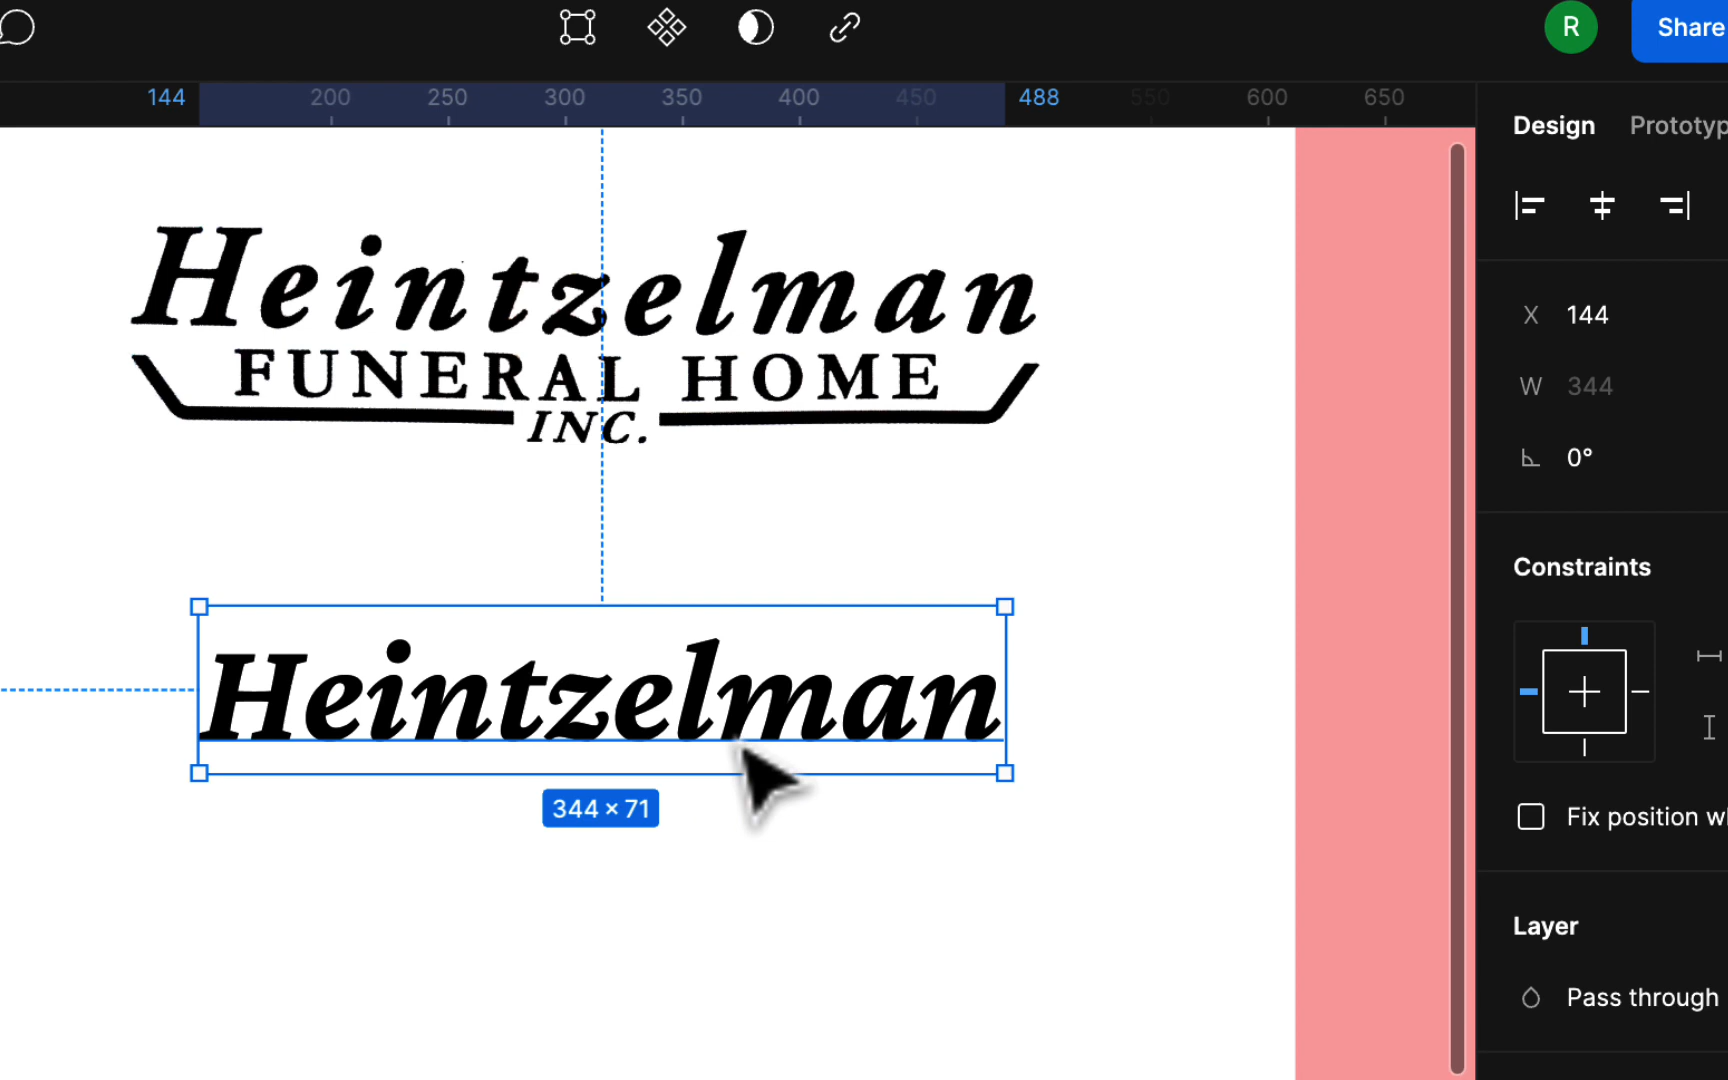 R
Share
144 200 250 300 350 400 450 488 550 600 650
Design Prototyp
Heintzelman
FUNERAL HOME
INC.
X 144
W 344
0°
Constraints
Heintzelman
344 × 71
Fix position wh
Layer
Pass through